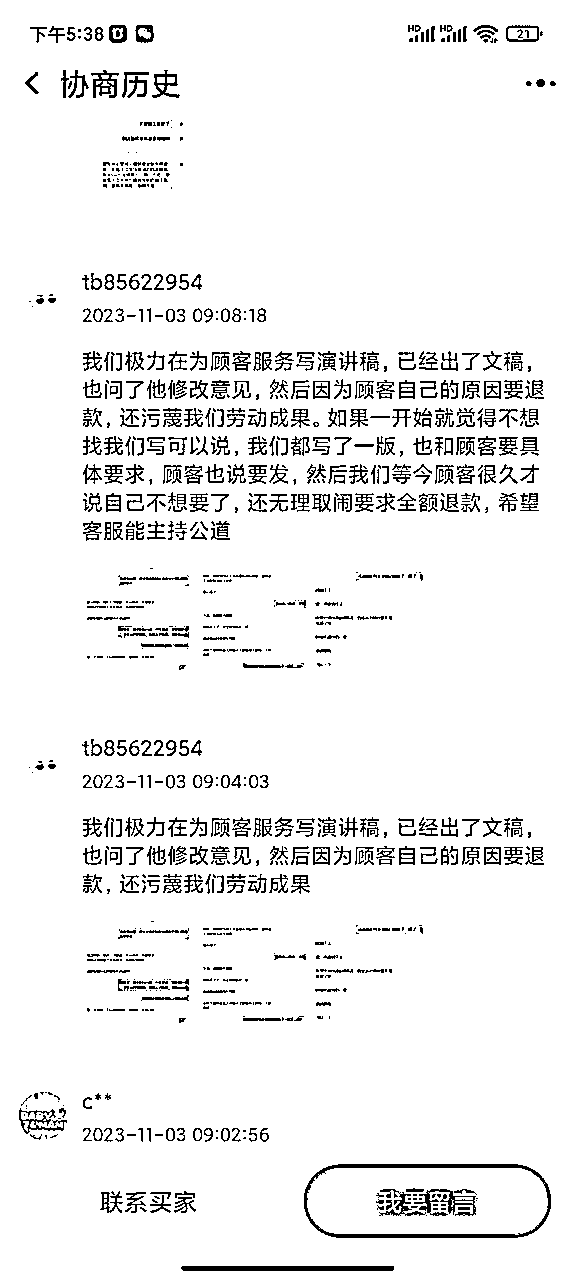 下午5:38
21
协商历史
tb85622954
2023-11-03 09:08:18
我们极力在为顾客服务写演讲稿，已经出了文稿，
也问了他修改意见，然后因为顾客自己的原因要退
款，还污蔑我们劳动成果。如果一开始就觉得不想
找我们写可以说，我们都写了一版，也和顾客要具
体要求，顾客也说要发，然后我们等今顾客很久才
说自己不想要了，还无理取闹要求全额退款，希望
客服能主持公道
tb85622954
2023-11-03 09:04:03
我们极力在为顾客服务写演讲稿，已经出了文稿，
也问了他修改意见，然后因为顾客自己的原因要退
款，还污蔑我们劳动成果
c**
2023-11-03 09:02:56
联系买家
我要留言